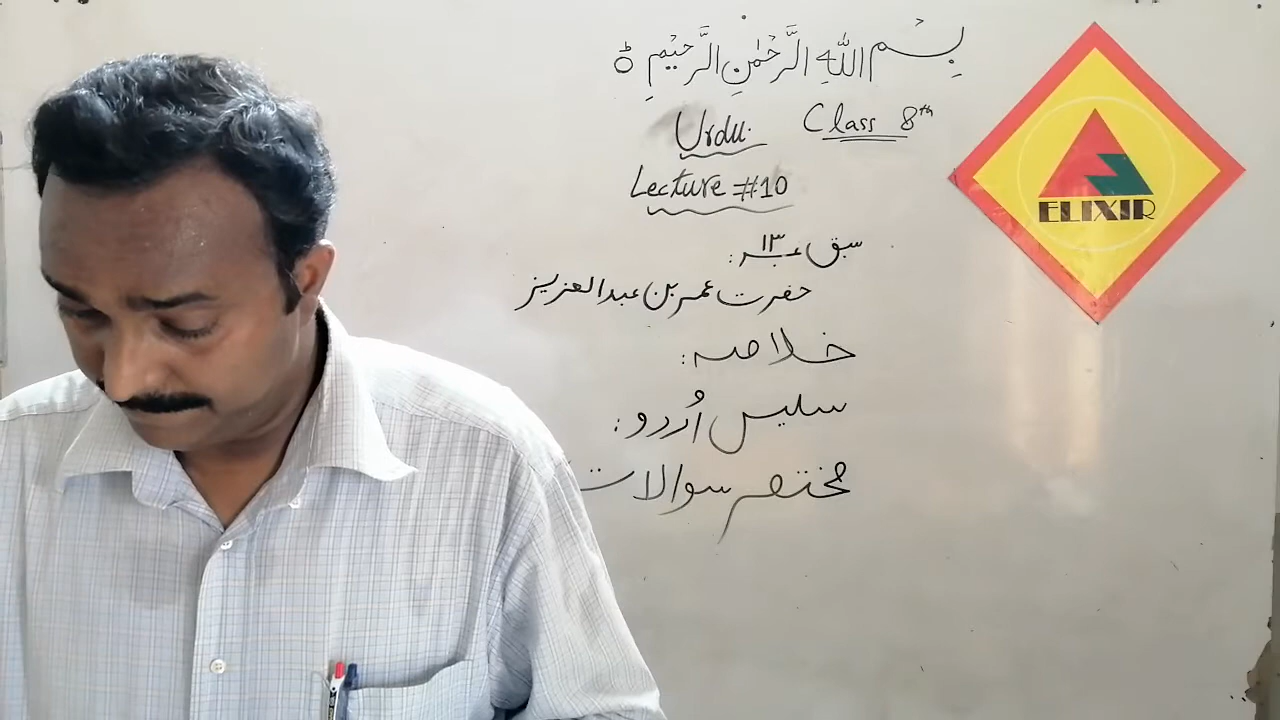 بِسْمِ اللّٰهِ الرَّحْمٰنِ الرَّحِيْمِ ٥
Urdu. Class 8th
Lecture #10
ELIXIR
سبق نمبر ۱۳:
حضرت عمر بن عبدالعزیز
خلاصہ:
سلیس اُردو:
مختصر سوالات